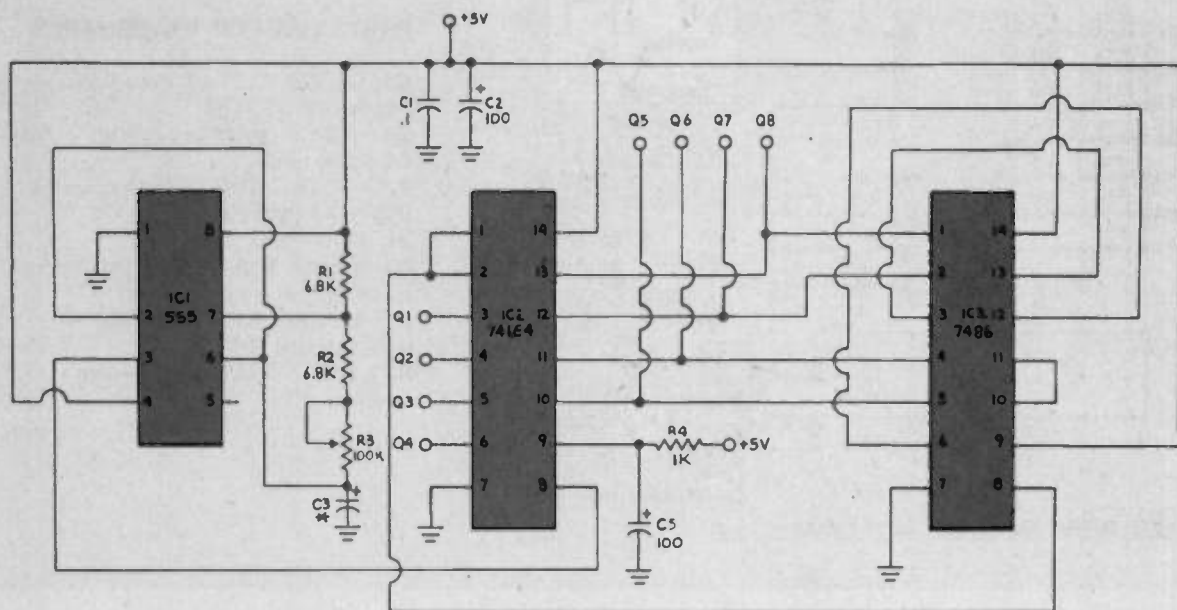 +5V
C1
.1
+
C2
100
Q5 Q6 Q7 Q8
1 8
R1
6.8K
IC1
555
2 7
R2
6.8K
3 6
4 5
R3
100K
+
C3
*
1 14
2 13
Q1 3 12
IC2
74164
Q2 4 11
Q3 5 10
Q4 6 9
R4
1K
+5V
7 8
+
C5
100
1 14
2 13
3 12
IC3
7486
4 11
5 10
6 9
7 8